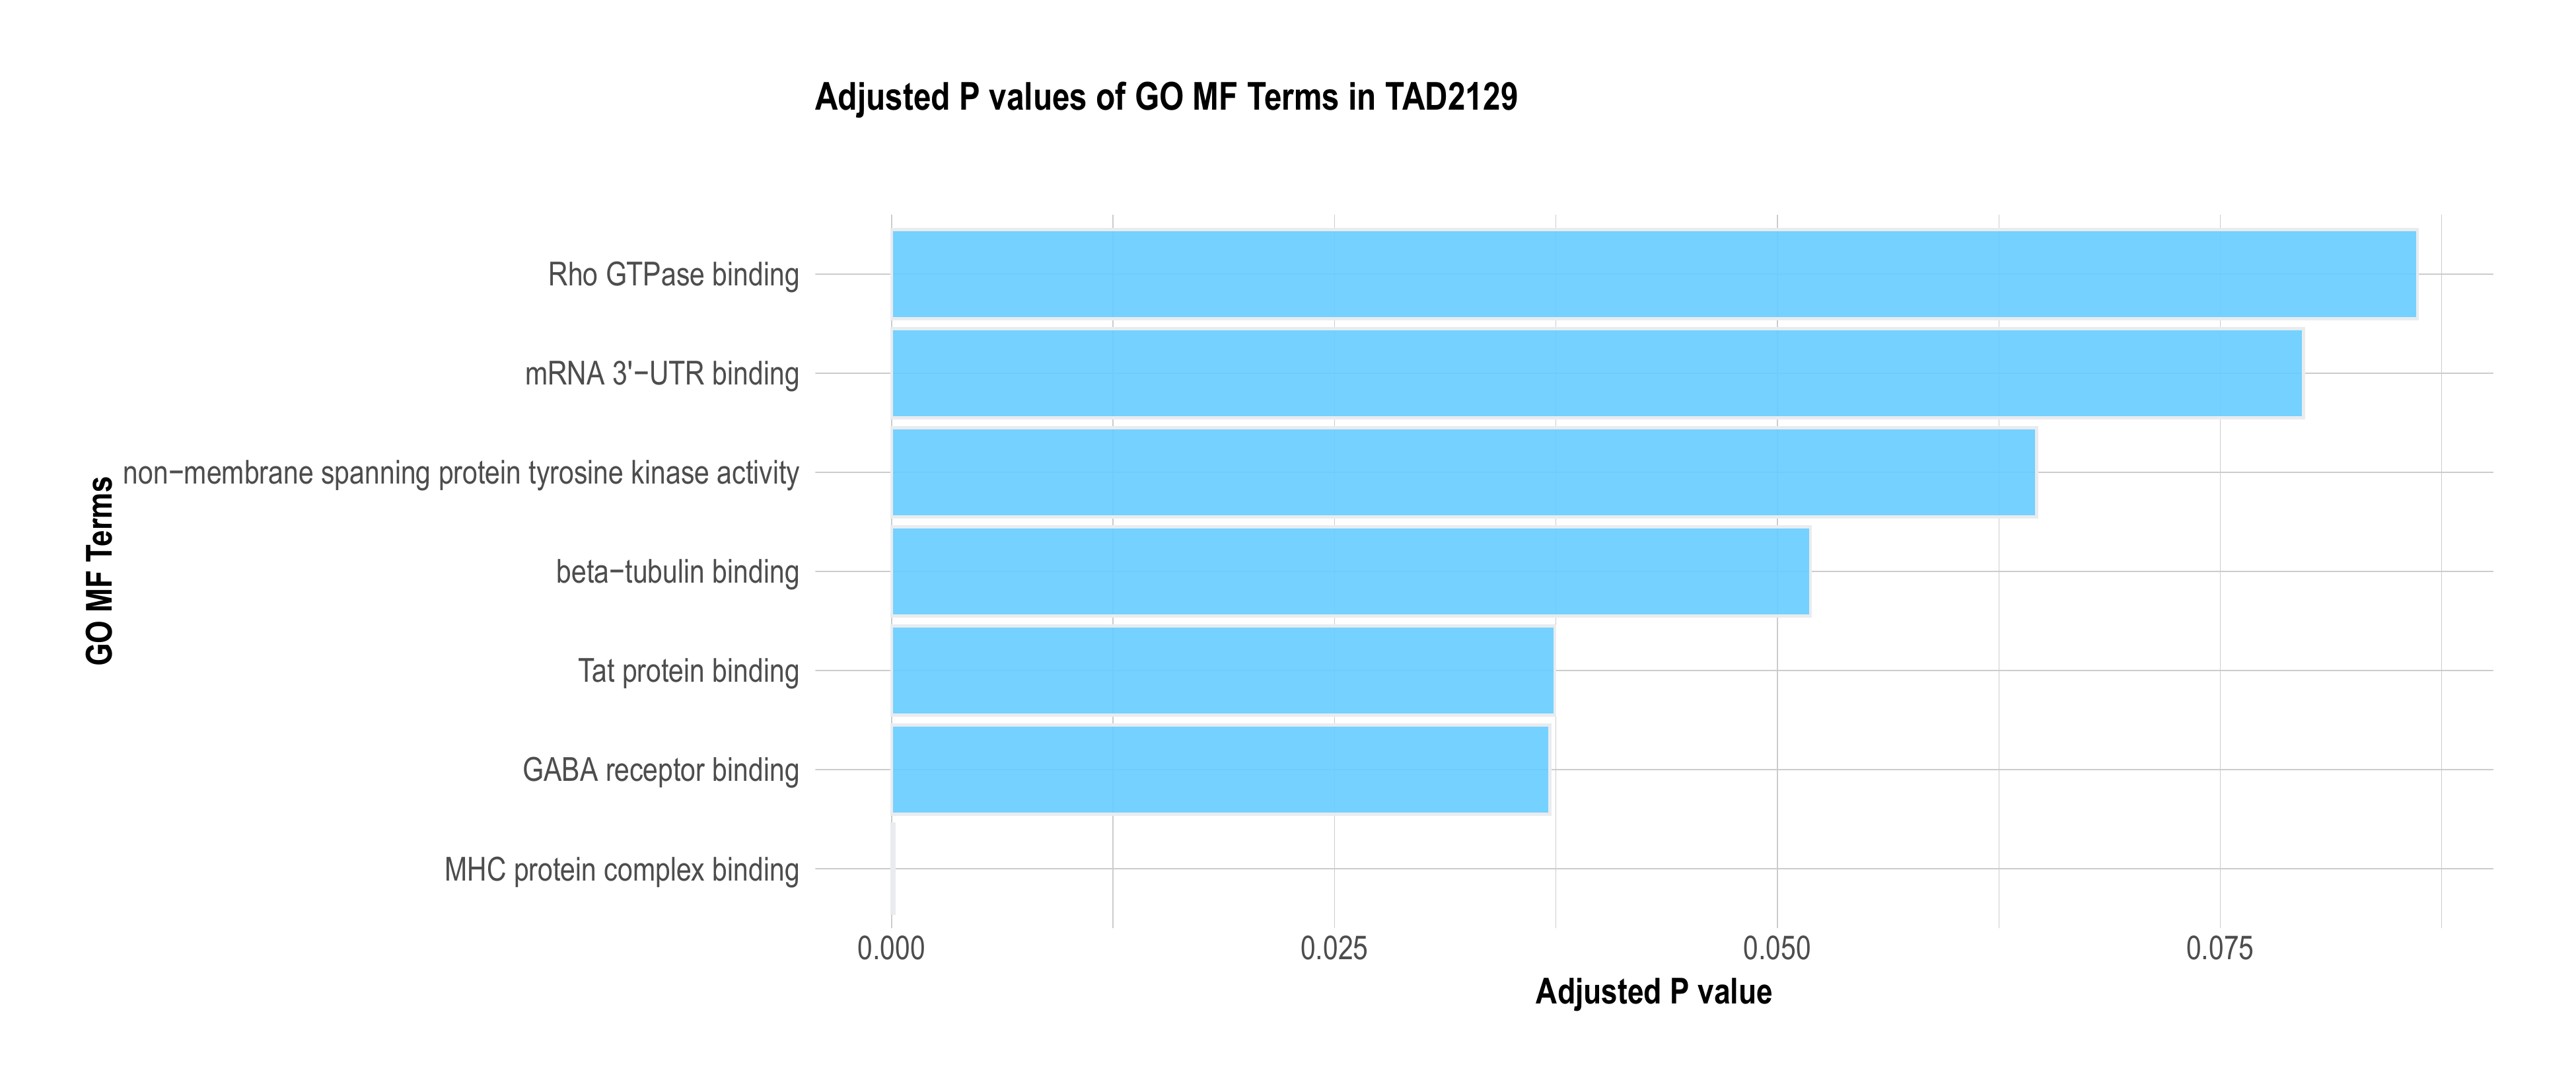 Adjusted P values of GO MF Terms in TAD2129
GO MF Terms
Rho GTPase binding
mRNA 3'−UTR binding
non−membrane spanning protein tyrosine kinase activity
beta−tubulin binding
Tat protein binding
GABA receptor binding
MHC protein complex binding
0.000 0.025 0.050 0.075
Adjusted P value